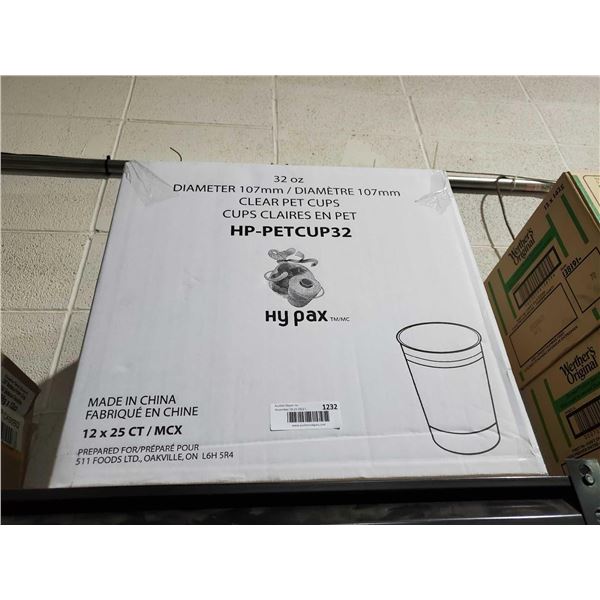 32 oz
DIAMETER 107mm / DIAMÈTRE 107mm
CLEAR PET CUPS
CUPS CLAIRES EN PET
HP-PETCUP32
Hy pax TM/MC
MADE IN CHINA
FABRIQUÉ EN CHINE
12 x 25 CT / MCX
PREPARED FOR/PRÉPARÉ POUR
511 FOODS LTD., OAKVILLE, ON L6H 5R4
1232
12 x 1
Werther's
Original
Werther's
Original